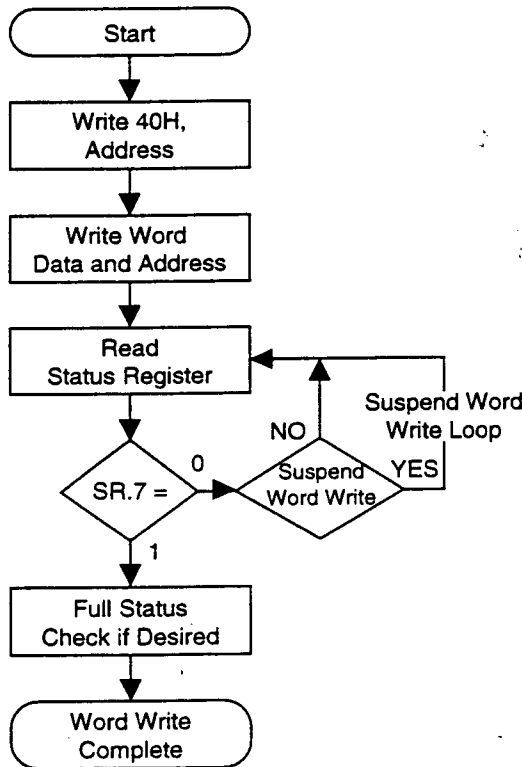 Start
Write 40H,
Address
Write Word
Data and Address
Read
Status Register
Suspend Word
Write Loop
NO
YES
0
SR.7 =
Suspend
Word Write
1
Full Status
Check if Desired
Word Write
Complete